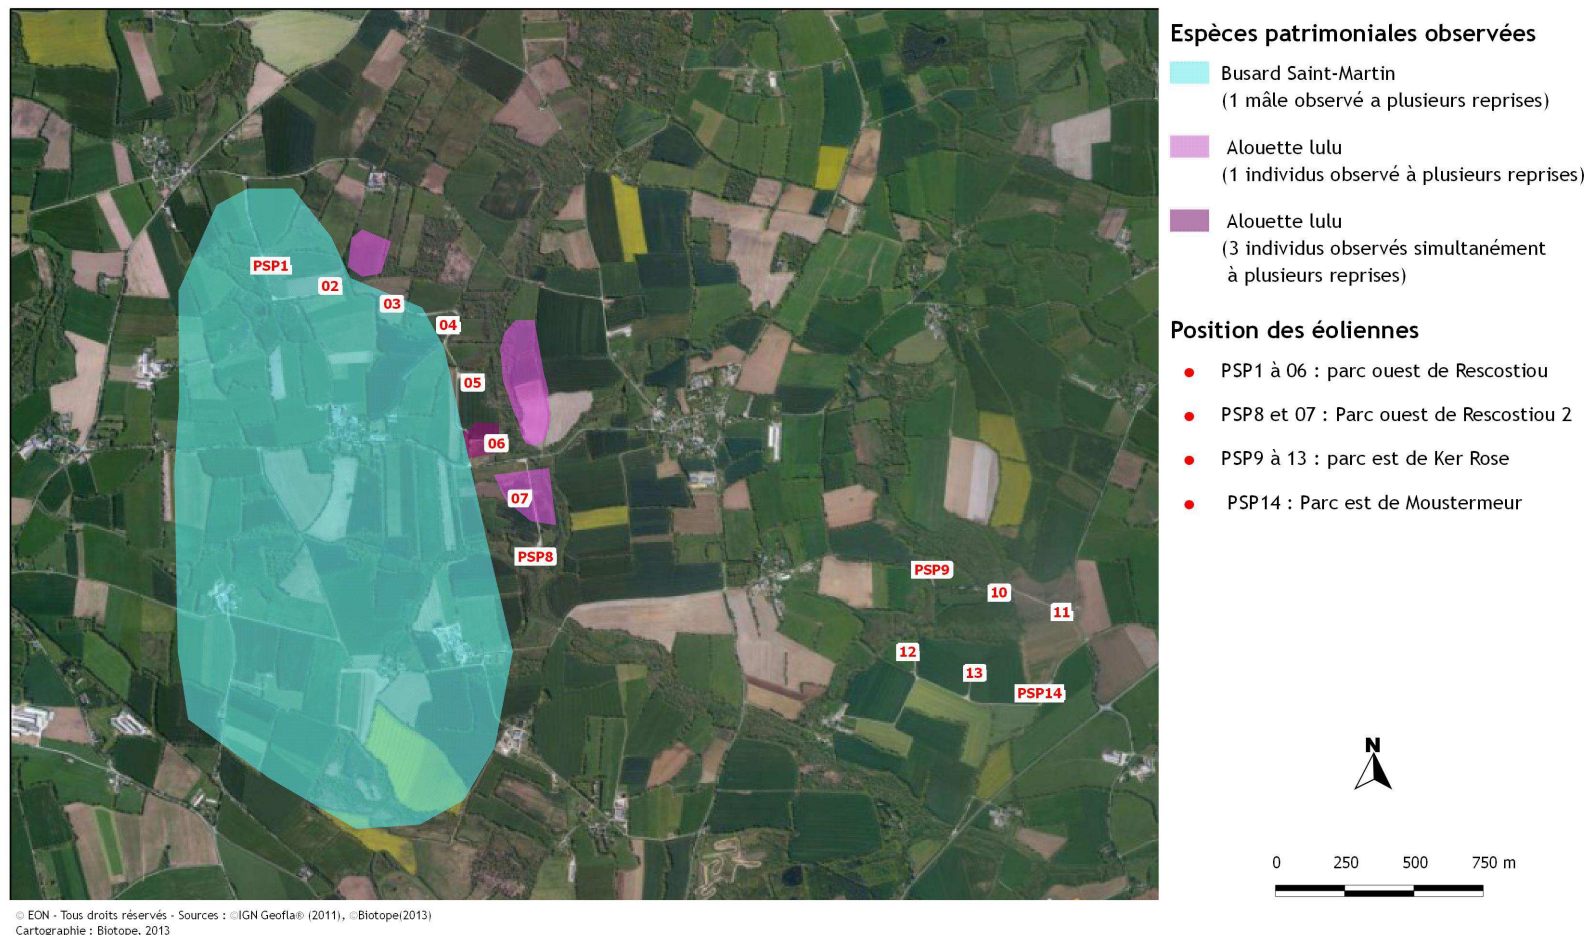 Espèces patrimoniales observées
Busard Saint-Martin
(1 mâle observé a plusieurs reprises)
Alouette lulu
(1 individus observé à plusieurs reprises)
Alouette lulu
(3 individus observés simultanément
à plusieurs reprises)
Position des éoliennes
PSP1 à 06 : parc ouest de Rescostiou
PSP8 et 07 : Parc ouest de Rescostiou 2
PSP9 à 13 : parc est de Ker Rose
PSP14 : Parc est de Moustermeur
PSP1
02
03
04
05
06
07
PSP8
PSP9
10
11
12
13
PSP14
N
0 250 500 750 m
© EON - Tous droits réservés - Sources : ©IGN Geofla® (2011), ©Biotope(2013)
Cartographie : Biotope, 2013